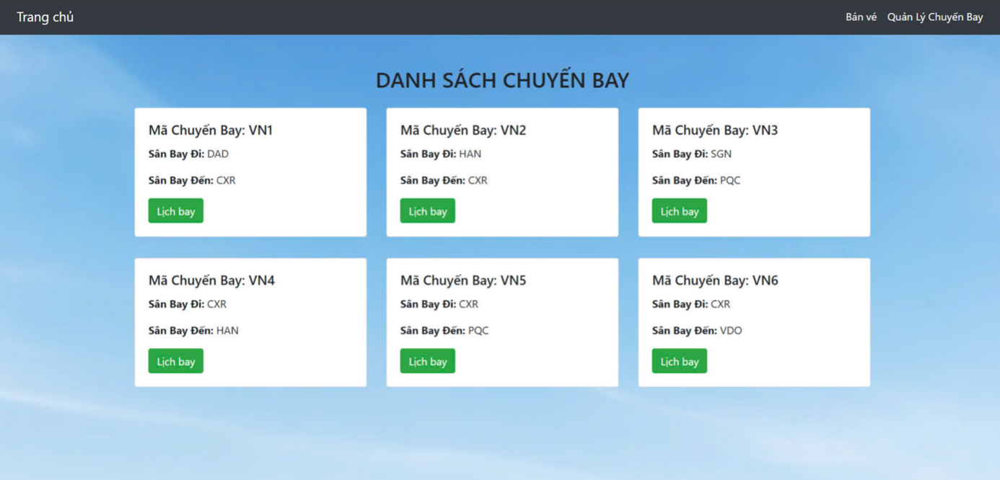 Trang chủ
Bán vé
Quản Lý Chuyến Bay
DANH SÁCH CHUYẾN BAY
Mã Chuyến Bay: VN1
Sân Bay Đi: DAD
Sân Bay Đến: CXR
Lịch bay
Mã Chuyến Bay: VN2
Sân Bay Đi: HAN
Sân Bay Đến: CXR
Lịch bay
Mã Chuyến Bay: VN3
Sân Bay Đi: SGN
Sân Bay Đến: PQC
Lịch bay
Mã Chuyến Bay: VN4
Sân Bay Đi: CXR
Sân Bay Đến: HAN
Lịch bay
Mã Chuyến Bay: VN5
Sân Bay Đi: CXR
Sân Bay Đến: PQC
Lịch bay
Mã Chuyến Bay: VN6
Sân Bay Đi: CXR
Sân Bay Đến: VDO
Lịch bay